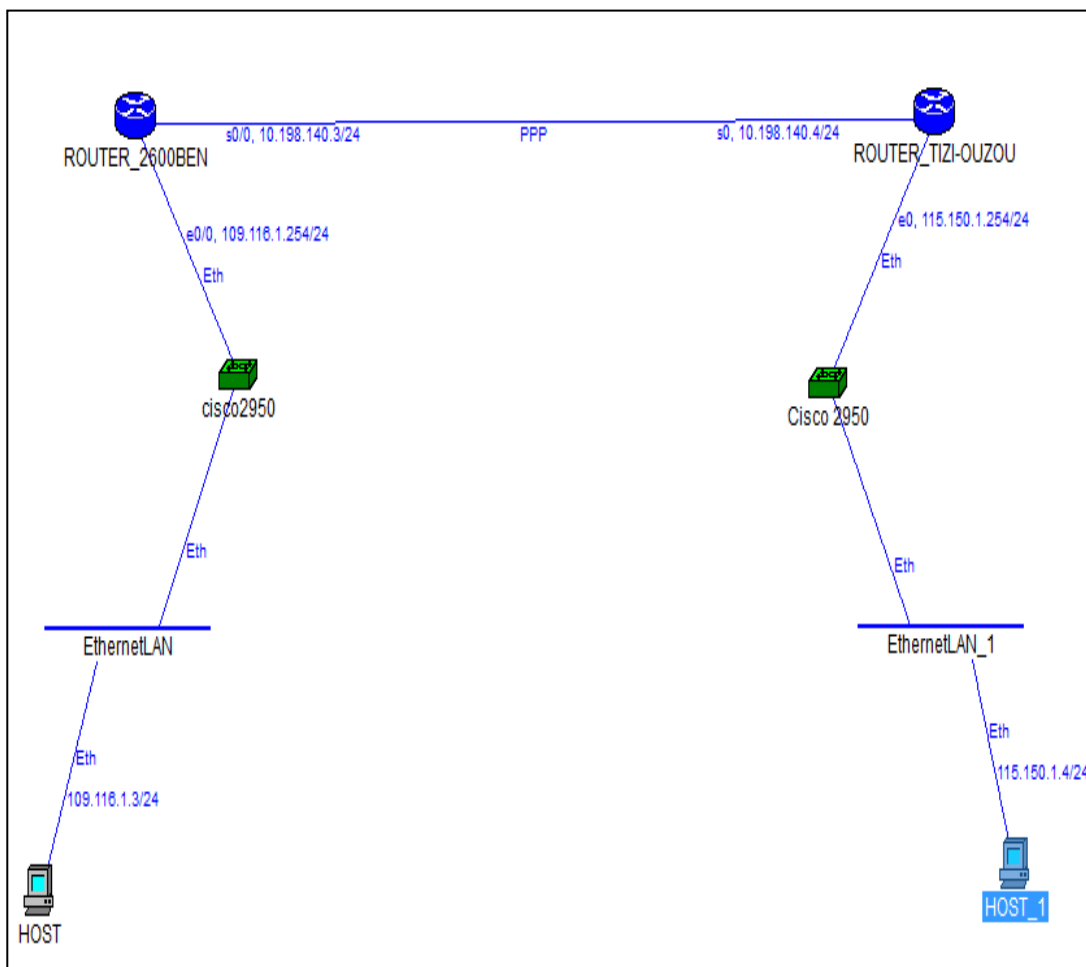 s0/0, 10.198.140.3/24
PPP
s0, 10.198.140.4/24
ROUTER_2600BEN
ROUTER_TIZI-OUZOU
e0/0, 109.116.1.254/24
e0, 115.150.1.254/24
Eth
Eth
cisco2950
Cisco 2950
Eth
Eth
EthernetLAN
EthernetLAN_1
Eth
Eth
109.116.1.3/24
115.150.1.4/24
HOST
HOST_1